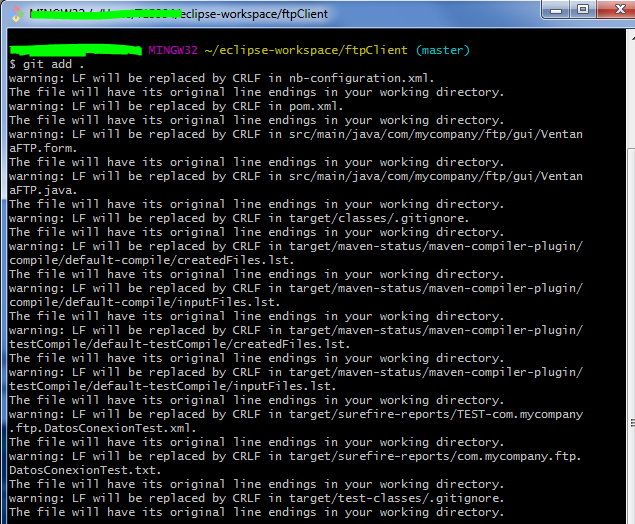 MINGW32 /eclipse-workspace/ftpClient
MINGW32 ~/eclipse-workspace/ftpClient (master)
$ git add .
warning: LF will be replaced by CRLF in nb-configuration.xml.
The file will have its original line endings in your working directory.
warning: LF will be replaced by CRLF in pom.xml.
The file will have its original line endings in your working directory.
warning: LF will be replaced by CRLF in src/main/java/com/mycompany/ftp/gui/Ventan
aFTP.form.
The file will have its original line endings in your working directory.
warning: LF will be replaced by CRLF in src/main/java/com/mycompany/ftp/gui/Ventan
aFTP.java.
The file will have its original line endings in your working directory.
warning: LF will be replaced by CRLF in target/classes/.gitignore.
The file will have its original line endings in your working directory.
warning: LF will be replaced by CRLF in target/maven-status/maven-compiler-plugin/
compile/default-compile/createdFiles.lst.
The file will have its original line endings in your working directory.
warning: LF will be replaced by CRLF in target/maven-status/maven-compiler-plugin/
compile/default-compile/inputFiles.lst.
The file will have its original line endings in your working directory.
warning: LF will be replaced by CRLF in target/maven-status/maven-compiler-plugin/
testCompile/default-testCompile/createdFiles.lst.
The file will have its original line endings in your working directory.
warning: LF will be replaced by CRLF in target/maven-status/maven-compiler-plugin/
testCompile/default-testCompile/inputFiles.lst.
The file will have its original line endings in your working directory.
warning: LF will be replaced by CRLF in target/surefire-reports/TEST-com.mycompany
.ftp.DatosConexionTest.xml.
The file will have its original line endings in your working directory.
warning: LF will be replaced by CRLF in target/surefire-reports/com.mycompany.ftp.
DatosConexionTest.txt.
The file will have its original line endings in your working directory.
warning: LF will be replaced by CRLF in target/test-classes/.gitignore.
The file will have its original line endings in your working directory.